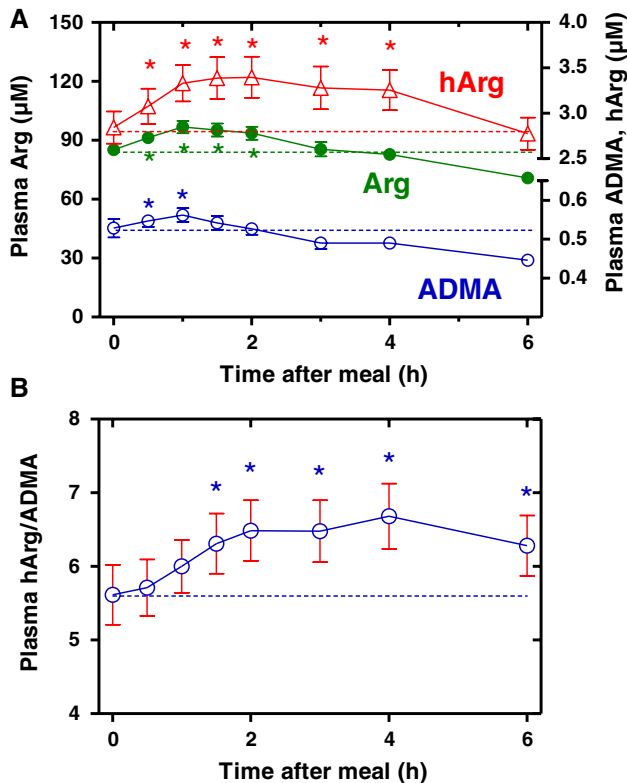 A
150
120
90
60
30
0
Plasma Arg (µM)
* * * * * *
hArg
* * * *
Arg
* *
ADMA
4.0
3.5
3.0
2.5
0.6
0.5
0.4
Plasma ADMA, hArg (µM)
0 1 2 3 4 6
Time after meal (h)
B
8
7
6
5
4
Plasma hArg/ADMA
* * * * *
0 2 4 6
Time after meal (h)